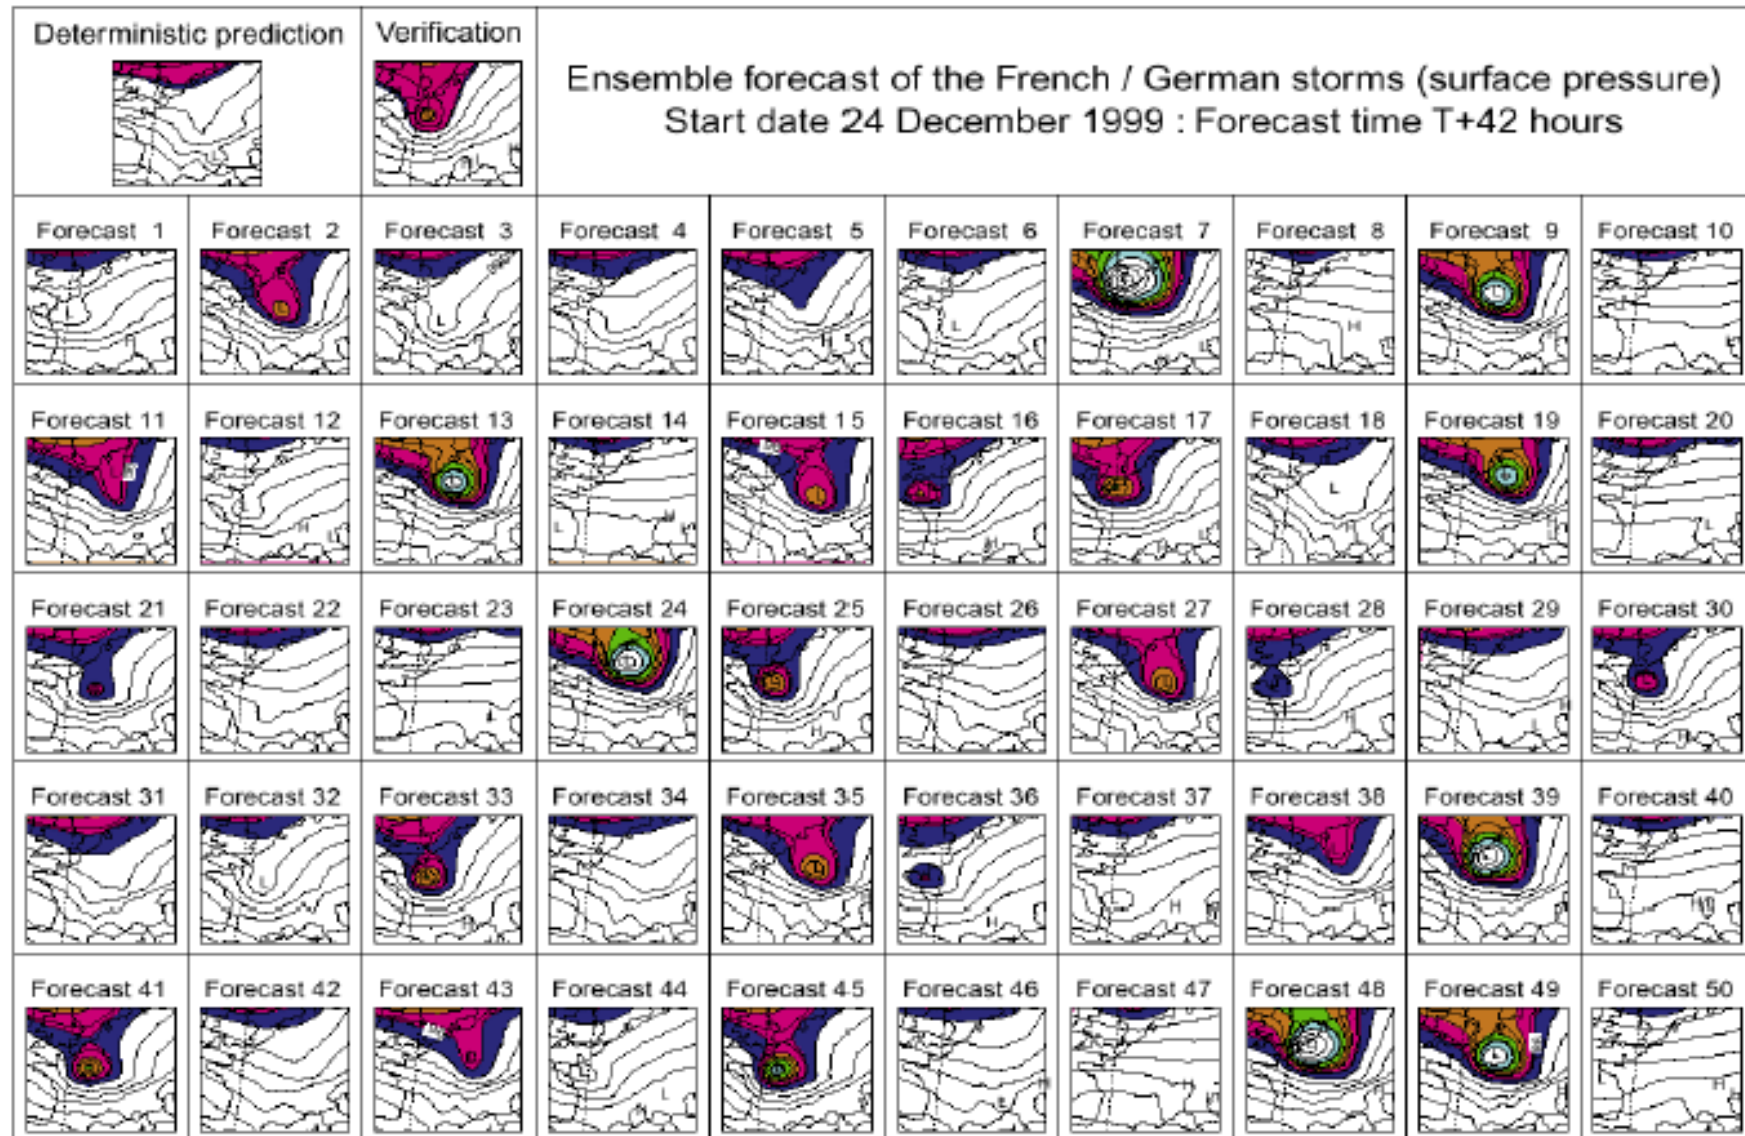 Deterministic prediction
Verification
Ensemble forecast of the French / German storms (surface pressure)
Start date 24 December 1999 : Forecast time T+42 hours
Forecast 1
Forecast 2
Forecast 3
Forecast 4
Forecast 5
Forecast 6
Forecast 7
Forecast 8
Forecast 9
Forecast 10
Forecast 11
Forecast 12
Forecast 13
Forecast 14
Forecast 15
Forecast 16
Forecast 17
Forecast 18
Forecast 19
Forecast 20
Forecast 21
Forecast 22
Forecast 23
Forecast 24
Forecast 25
Forecast 26
Forecast 27
Forecast 28
Forecast 29
Forecast 30
Forecast 31
Forecast 32
Forecast 33
Forecast 34
Forecast 35
Forecast 36
Forecast 37
Forecast 38
Forecast 39
Forecast 40
Forecast 41
Forecast 42
Forecast 43
Forecast 44
Forecast 45
Forecast 46
Forecast 47
Forecast 48
Forecast 49
Forecast 50